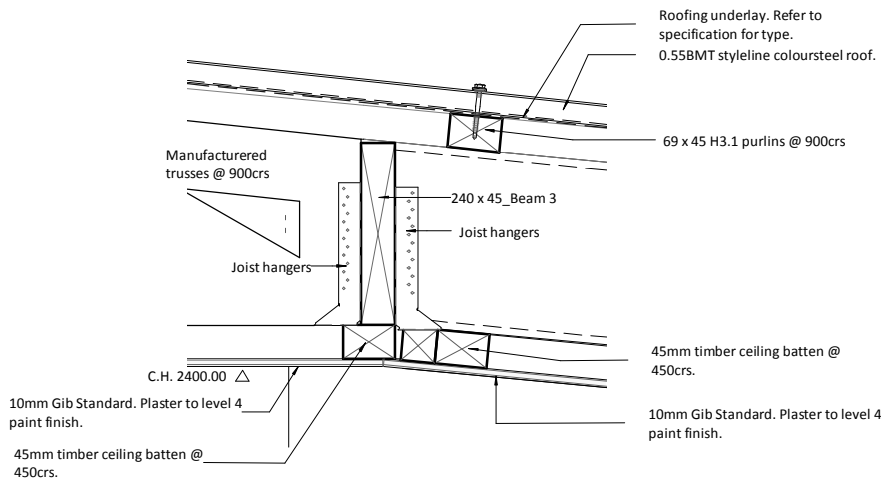 Roofing underlay. Refer to
specification for type.
0.55BMT styleline coloursteel roof.
69 x 45 H3.1 purlins @ 900crs
Manufacturered
trusses @ 900crs
240 x 45_Beam 3
Joist hangers
Joist hangers
45mm timber ceiling batten @
450crs.
C.H. 2400.00
10mm Gib Standard. Plaster to level 4
paint finish.
10mm Gib Standard. Plaster to level 4
paint finish.
45mm timber ceiling batten @
450crs.